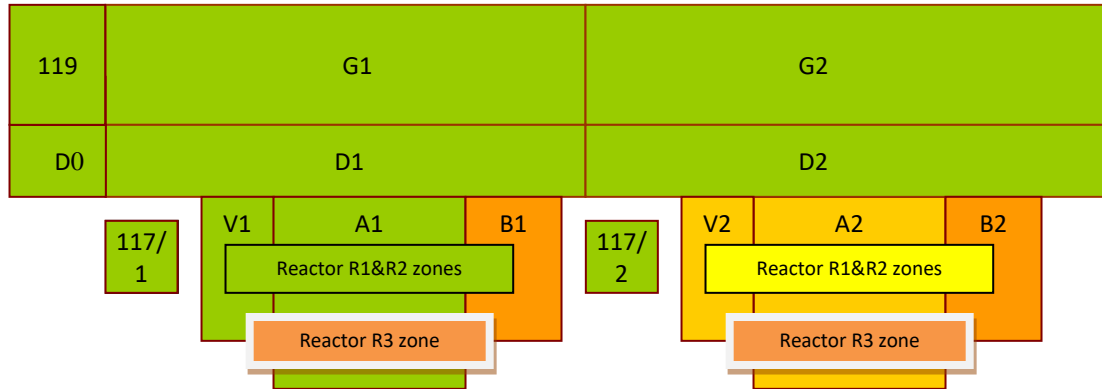 119 G1 G2
D0 D1 D2
V1 A1 B1 V2 A2 B2
117/
1
117/
2
Reactor R1&R2 zones
Reactor R1&R2 zones
Reactor R3 zone
Reactor R3 zone